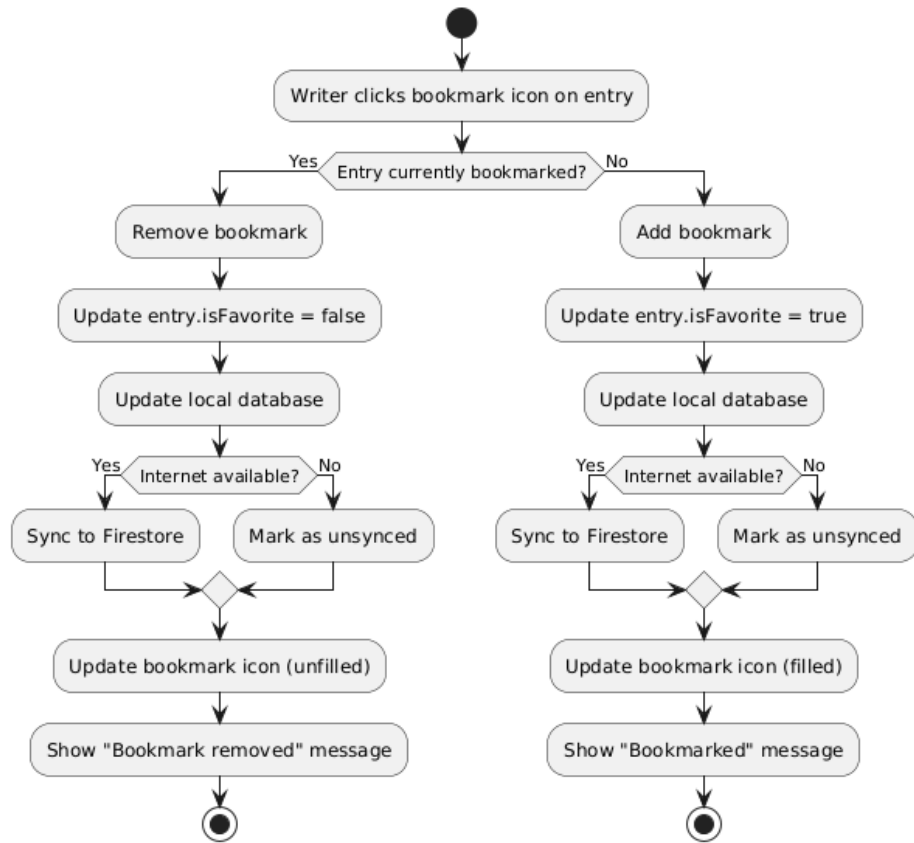 Writer clicks bookmark icon on entry
Yes
Entry currently bookmarked?
No
Remove bookmark
Add bookmark
Update entry.isFavorite = false
Update entry.isFavorite = true
Update local database
Update local database
Yes
Internet available?
No
Yes
Internet available?
No
Sync to Firestore
Mark as unsynced
Sync to Firestore
Mark as unsynced
Update bookmark icon (unfilled)
Update bookmark icon (filled)
Show "Bookmark removed" message
Show "Bookmarked" message